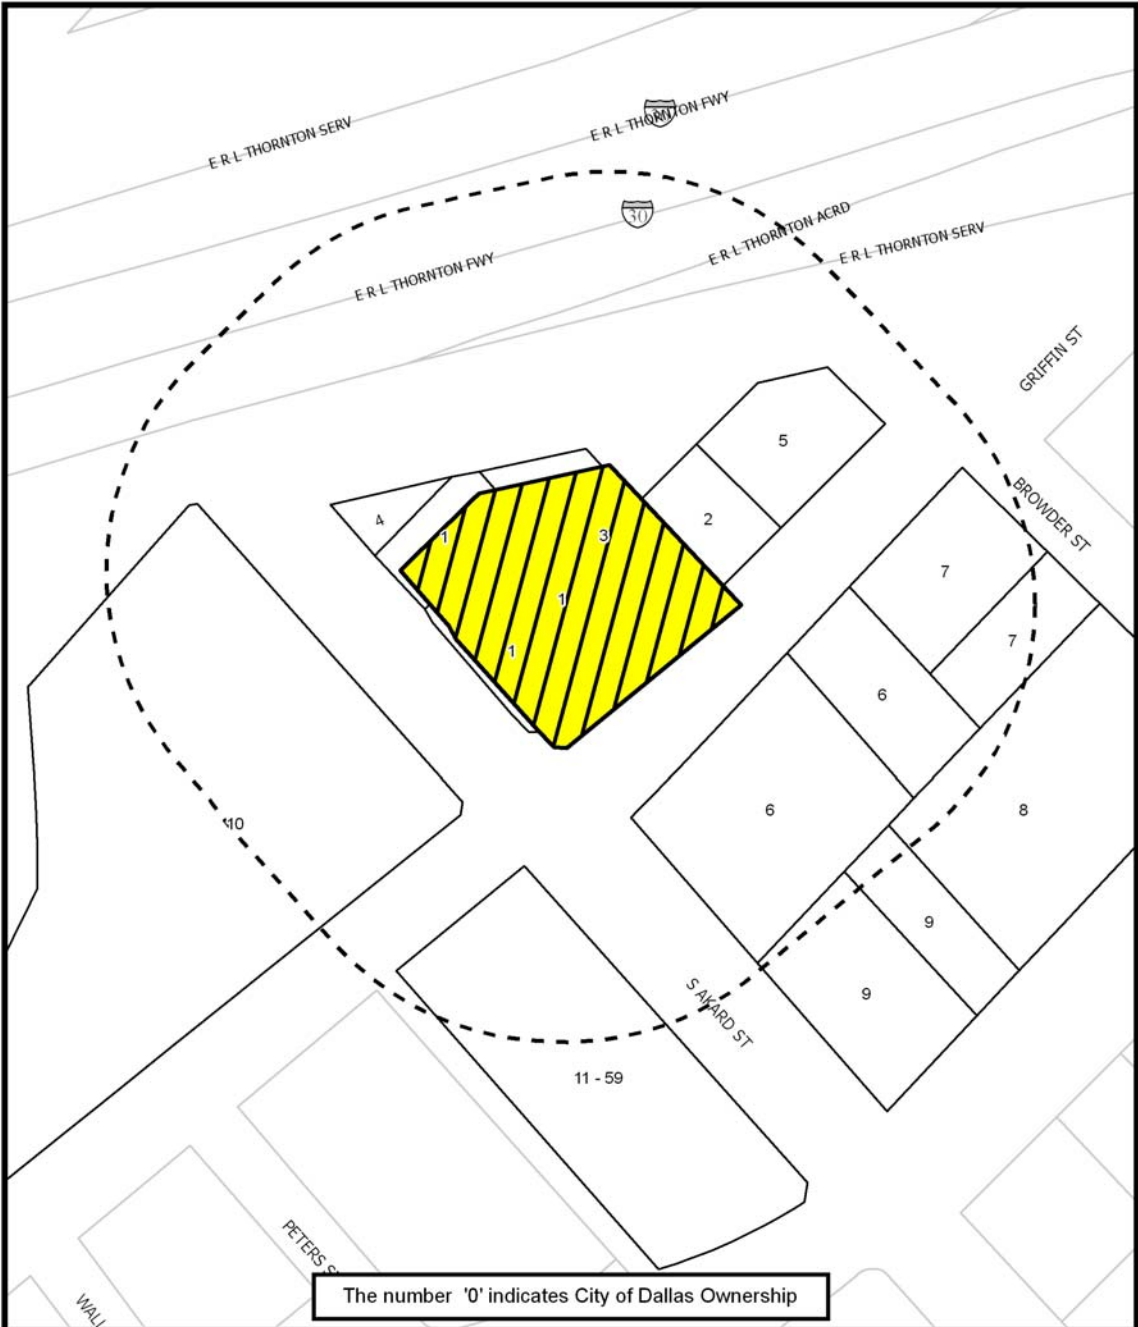 E R L THORNTON SERV
E R L THORNTON FWY
30
E R L THORNTON ACRD
E R L THORNTON SERV
E R L THORNTON FWY
GRIFFIN ST
5
BROWDER ST
4
2
1
3
7
1
7
1
6
6
8
10
9
9
S AKARD ST
11 - 59
PETERS
The number '0' indicates City of Dallas Ownership